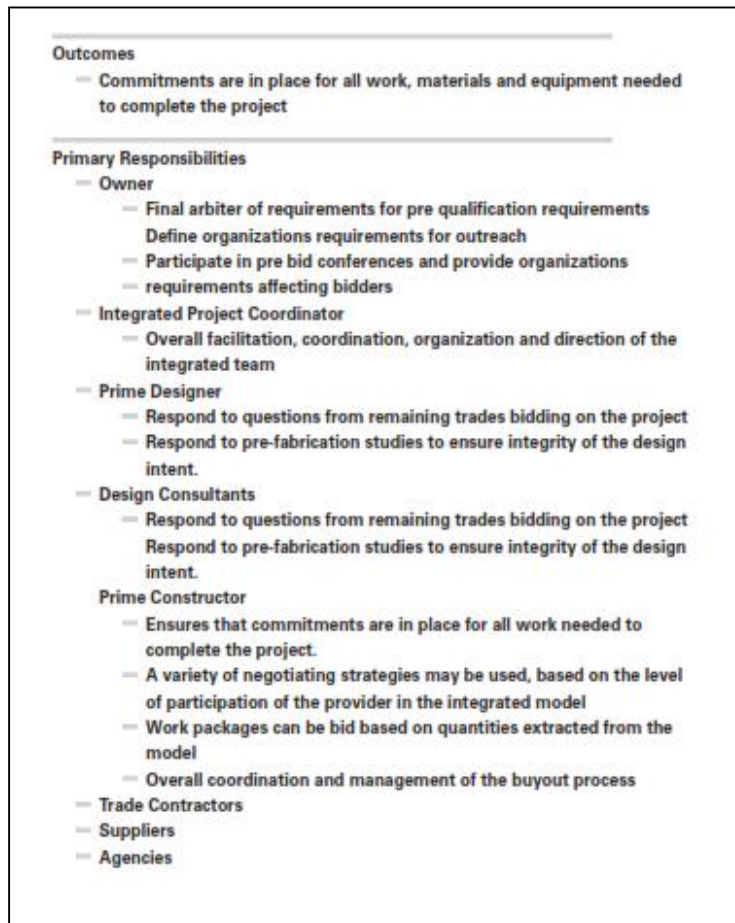 Outcomes
Commitments are in place for all work, materials and equipment needed
to complete the project
Primary Responsibilities
Owner
Final arbiter of requirements for pre qualification requirements
Define organizations requirements for outreach
Participate in pre bid conferences and provide organizations
requirements affecting bidders
Integrated Project Coordinator
Overall facilitation, coordination, organization and direction of the
integrated team
Prime Designer
Respond to questions from remaining trades bidding on the project
Respond to pre-fabrication studies to ensure integrity of the design
intent.
Design Consultants
Respond to questions from remaining trades bidding on the project
Respond to pre-fabrication studies to ensure integrity of the design
intent.
Prime Constructor
Ensures that commitments are in place for all work needed to
complete the project.
A variety of negotiating strategies may be used, based on the level
of participation of the provider in the integrated model
Work packages can be bid based on quantities extracted from the
model
Overall coordination and management of the buyout process
Trade Contractors
Suppliers
Agencies